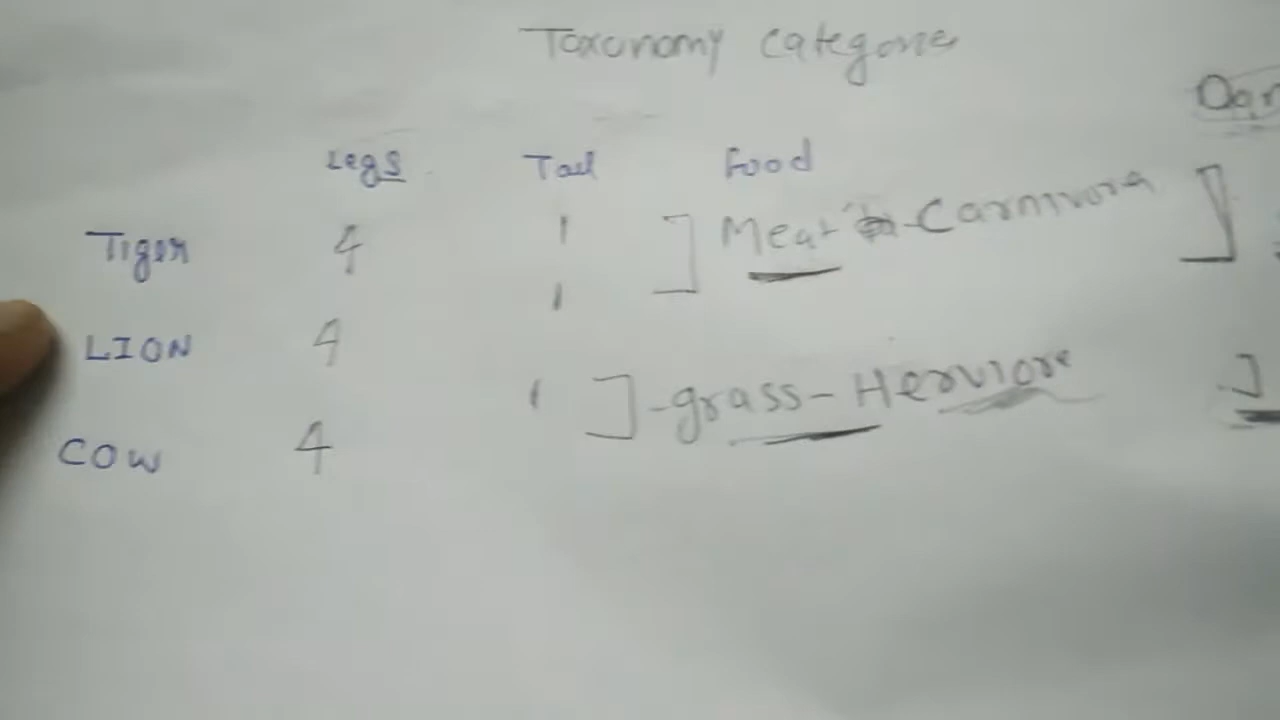 Taxonomy categorie
Legs Tail Food
Tiger 4 1 ] Meat - Carnivora ]
LION 4 1
COW 4 1 ] - grass - Herviore ]